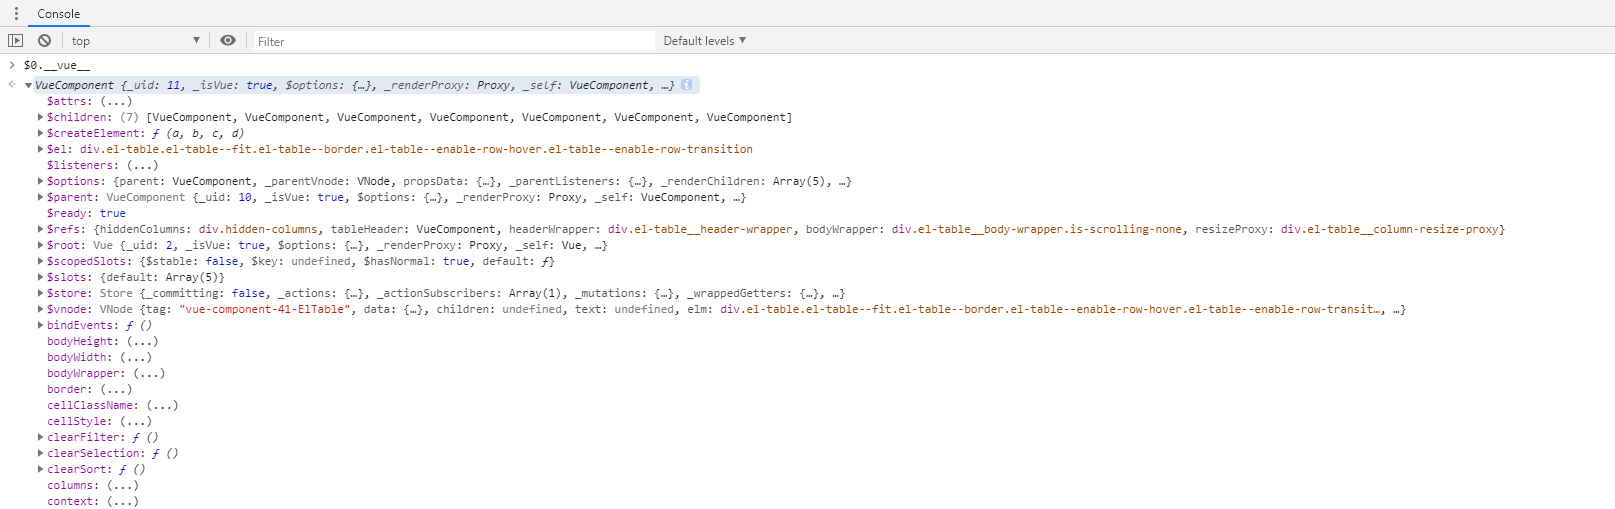 Console
top Filter Default levels
$0.__vue__
VueComponent {_uid: 11, _isVue: true, $options: {…}, _renderProxy: Proxy, _self: VueComponent, …} i
$attrs: (...)
$children: (7) [VueComponent, VueComponent, VueComponent, VueComponent, VueComponent, VueComponent, VueComponent]
$createElement: ƒ (a, b, c, d)
$el: div.el-table.el-table--fit.el-table--border.el-table--enable-row-hover.el-table--enable-row-transition
$listeners: (...)
$options: {parent: VueComponent, _parentVnode: VNode, propsData: {…}, _parentListeners: {…}, _renderChildren: Array(5), …}
$parent: VueComponent {_uid: 10, _isVue: true, $options: {…}, _renderProxy: Proxy, _self: VueComponent, …}
$ready: true
$refs: {hiddenColumns: div.hidden-columns, tableHeader: VueComponent, headerWrapper: div.el-table__header-wrapper, bodyWrapper: div.el-table__body-wrapper.is-scrolling-none, resizeProxy: div.el-table__column-resize-proxy}
$root: Vue {_uid: 2, _isVue: true, $options: {…}, _renderProxy: Proxy, _self: Vue, …}
$scopedSlots: {$stable: false, $key: undefined, $hasNormal: true, default: ƒ}
$slots: {default: Array(5)}
$store: Store {_committing: false, _actions: {…}, _actionSubscribers: Array(1), _mutations: {…}, _wrappedGetters: {…}, …}
$vnode: VNode {tag: "vue-component-41-ElTable", data: {…}, children: undefined, text: undefined, elm: div.el-table.el-table--fit.el-table--border.el-table--enable-row-hover.el-table--enable-row-transit…, …}
bindEvents: ƒ ()
bodyHeight: (...)
bodyWidth: (...)
bodyWrapper: (...)
border: (...)
cellClassName: (...)
cellStyle: (...)
clearFilter: ƒ ()
clearSelection: ƒ ()
clearSort: ƒ ()
columns: (...)
context: (...)